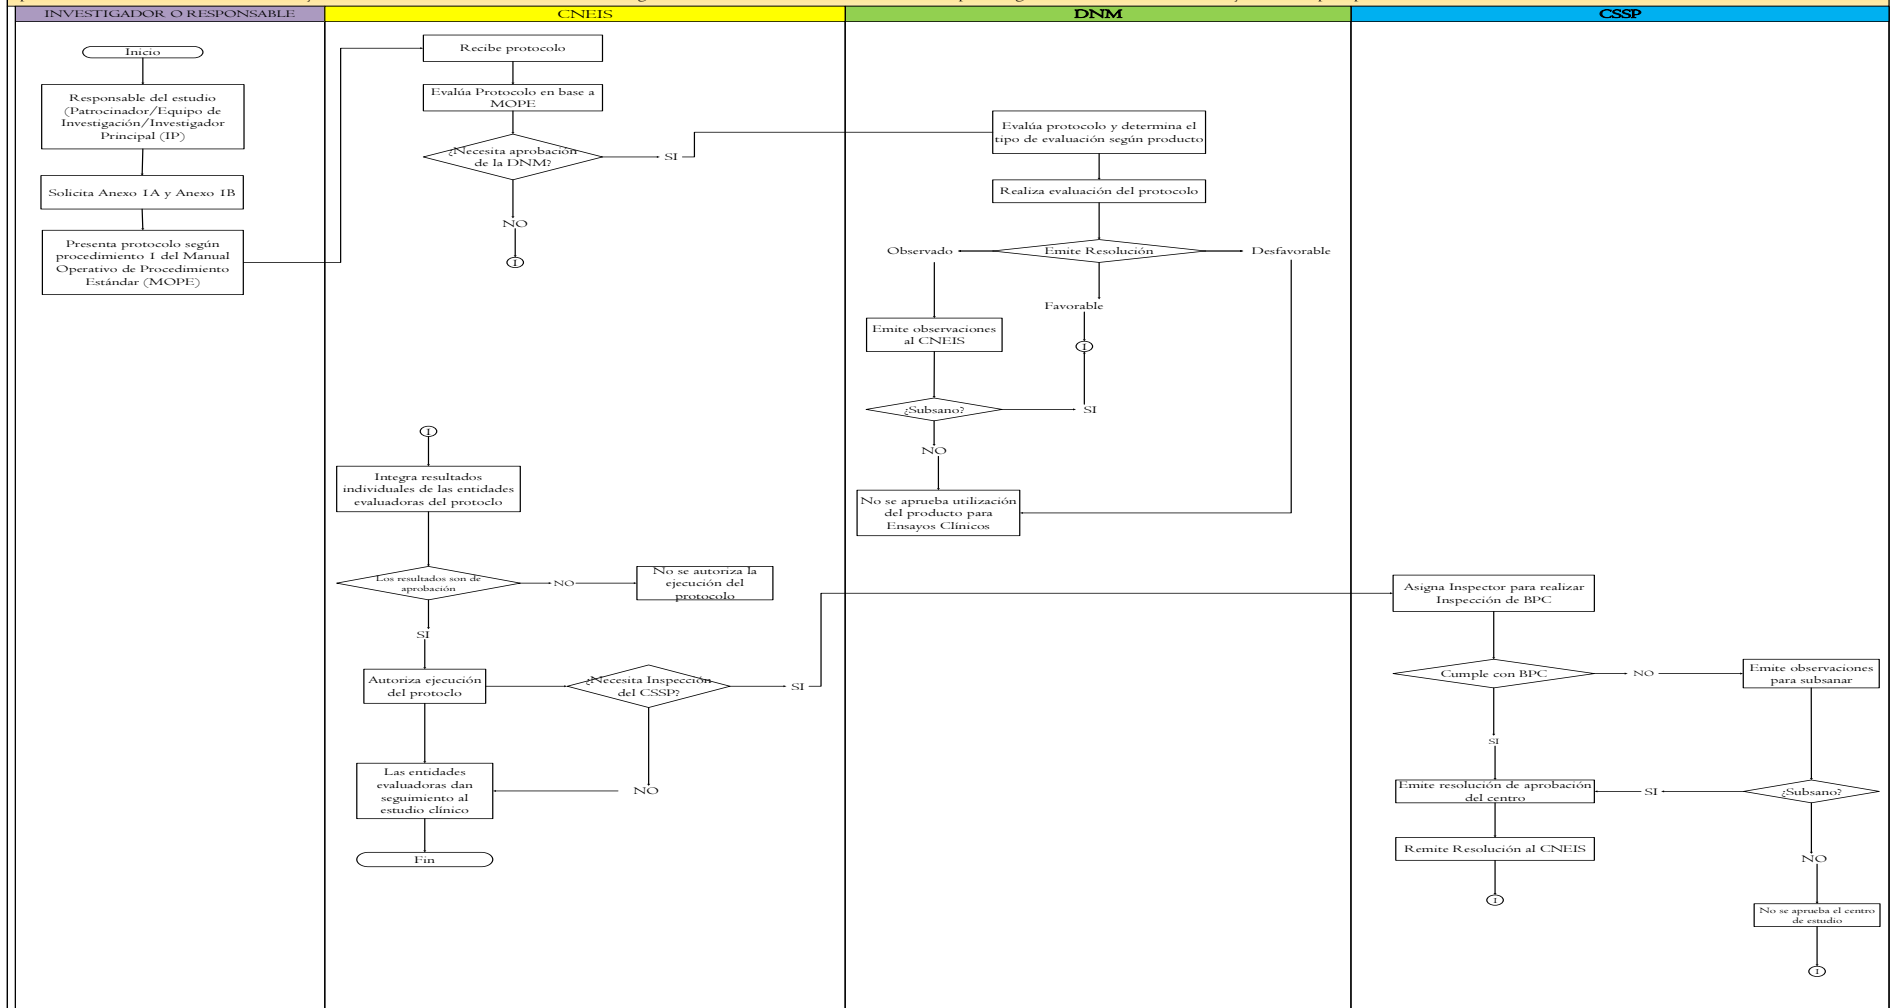 INVESTIGADOR O RESPONSABLE
CNEIS
DNM
CSSP
Inicio
Responsable del estudio
(Patrocinador/Equipo de
Investigación/Investigador
Principal (IP)
Solicita Anexo 1A y Anexo 1B
Presenta protocolo según
procedimiento 1 del Manual
Operativo de Procedimiento
Estándar (MOPE)
Recibe protocolo
Evalúa Protocolo en base a
MOPE
¿Necesita aprobación
de la DNM?
SI
NO
1
1
Integra resultados
individuales de las entidades
evaluadoras del protoclo
Los resultados son de
aprobación
NO
No se autoriza la
ejecución del
protocolo
SI
Autoriza ejecución
del protoclo
¿Necesita Inspección
del CSSP?
SI
NO
Las entidades
evaluadoras dan
seguimiento al
estudio clínico
Fin
Evalúa protocolo y determina el
tipo de evaluación según producto
Realiza evaluación del protocolo
Emite Resolución
Observado
Desfavorable
Favorable
1
Emite observaciones
al CNEIS
¿Subsano?
SI
NO
No se aprueba utilización
del producto para
Ensayos Clínicos
Asigna Inspector para realizar
Inspección de BPC
Cumple con BPC
NO
Emite observaciones
para subsanar
SI
Emite resolución de aprobación
del centro
SI
¿Subsano?
Remite Resolución al CNEIS
1
NO
No se aprueba el centro
de estudio
1